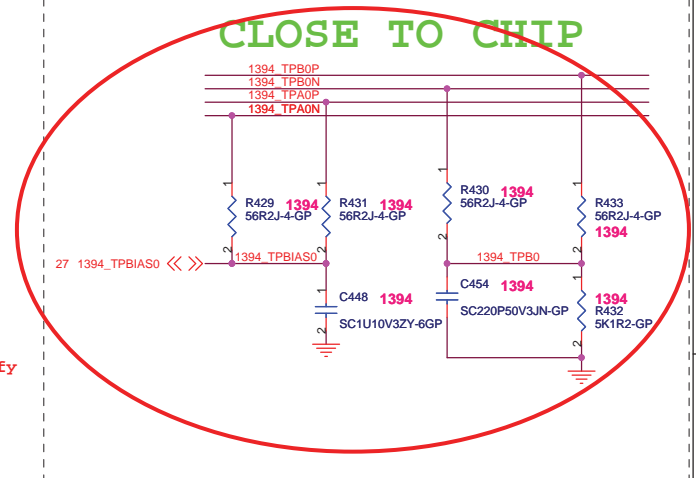 CLOSE TO CHIP
1394_TPB0P
1394_TPB0N
1394_TPA0P
1394_TPA0N
1
1
1
1
R429 1394
56R2J-4-GP
R431 1394
56R2J-4-GP
R430 1394
56R2J-4-GP
R433
56R2J-4-GP
1394
2
2
2
2
27 1394_TPBIAS0
1394_TPBIAS0
1394_TPB0
1
C448 1394
SC1U10V3ZY-6GP
2
C454 1394
SC220P50V3JN-GP
1
1394
R432
5K1R2-GP
2
fy